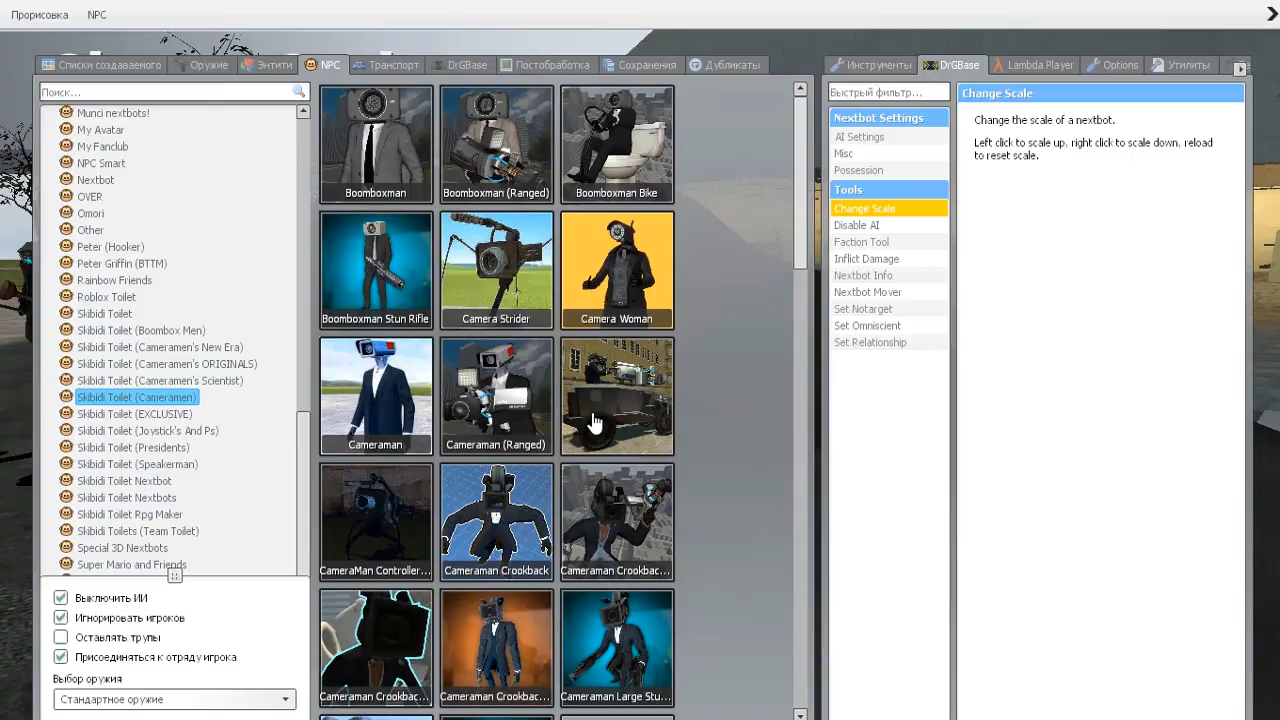 Прорисовка NPC
Списки создаваемого Оружие Энтити NPC Транспорт DrGBase Постобработка Сохранения Дубликаты
Инструменты DrGBase Lambda Player Options Утилиты
Поиск...
Munci nextbots!
My Avatar
My Fanclub
NPC Smart
Nextbot
OVER
Omori
Other
Peter (Hooker)
Peter Griffin (BTTM)
Rainbow Friends
Roblox Toilet
Skibidi Toilet
Skibidi Toilet (Boombox Men)
Skibidi Toilet (Cameramen's New Era)
Skibidi Toilet (Cameramen's ORIGINALS)
Skibidi Toilet (Cameramen's Scientist)
Skibidi Toilet (Cameramen)
Skibidi Toilet (EXCLUSIVE)
Skibidi Toilet (Joystick's And Ps)
Skibidi Toilet (Presidents)
Skibidi Toilet (Speakerman)
Skibidi Toilet Nextbot
Skibidi Toilet Nextbots
Skibidi Toilet Rpg Maker
Skibidi Toilets (Team Toilet)
Special 3D Nextbots
Super Mario and Friends
Выключить ИИ
Игнорировать игроков
Оставлять трупы
Присоединяться к отряду игрока
Выбор оружия
Стандартное оружие
Boomboxman Boomboxman (Ranged) Boomboxman Bike
Boomboxman Stun Rifle Camera Strider Camera Woman
Cameraman Cameraman (Ranged)
CameraMan Controller... Cameraman Crookback Cameraman Crookbac...
Cameraman Crookbac... Cameraman Crookbac... Cameraman Large Stu...
Быстрый фильтр...
Nextbot Settings
AI Settings
Misc
Possession
Tools
Change Scale
Disable AI
Faction Tool
Inflict Damage
Nextbot Info
Nextbot Mover
Set Notarget
Set Omniscient
Set Relationship
Change Scale
Change the scale of a nextbot.
Left click to scale up, right click to scale down, reload
to reset scale.